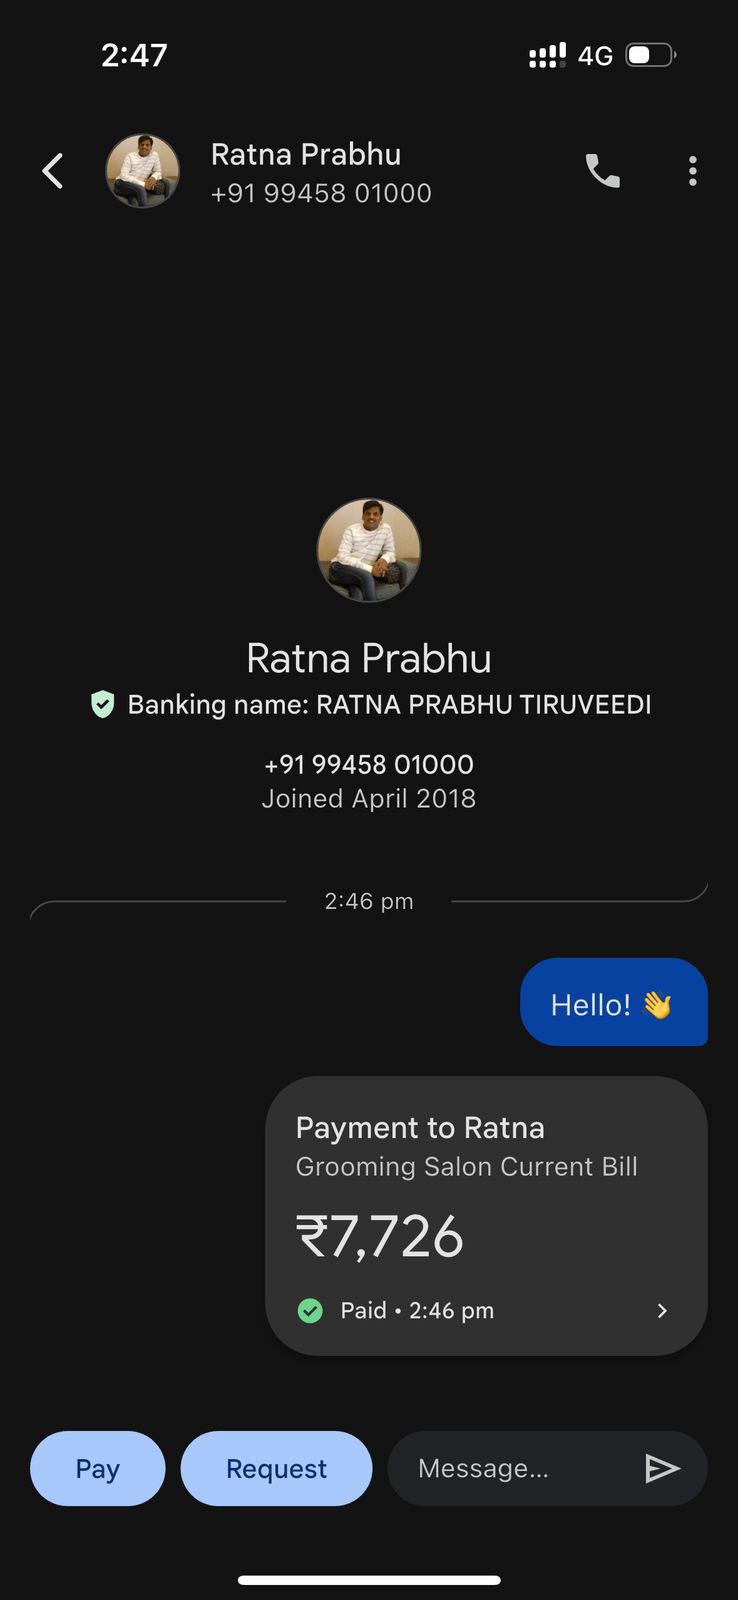 2:47
4G
Ratna Prabhu
+91 99458 01000
Ratna Prabhu
Banking name: RATNA PRABHU TIRUVEEDI
+91 99458 01000
Joined April 2018
2:46 pm
Hello! 👋
Payment to Ratna
Grooming Salon Current Bill
₹7,726
Paid • 2:46 pm
Pay
Request
Message...